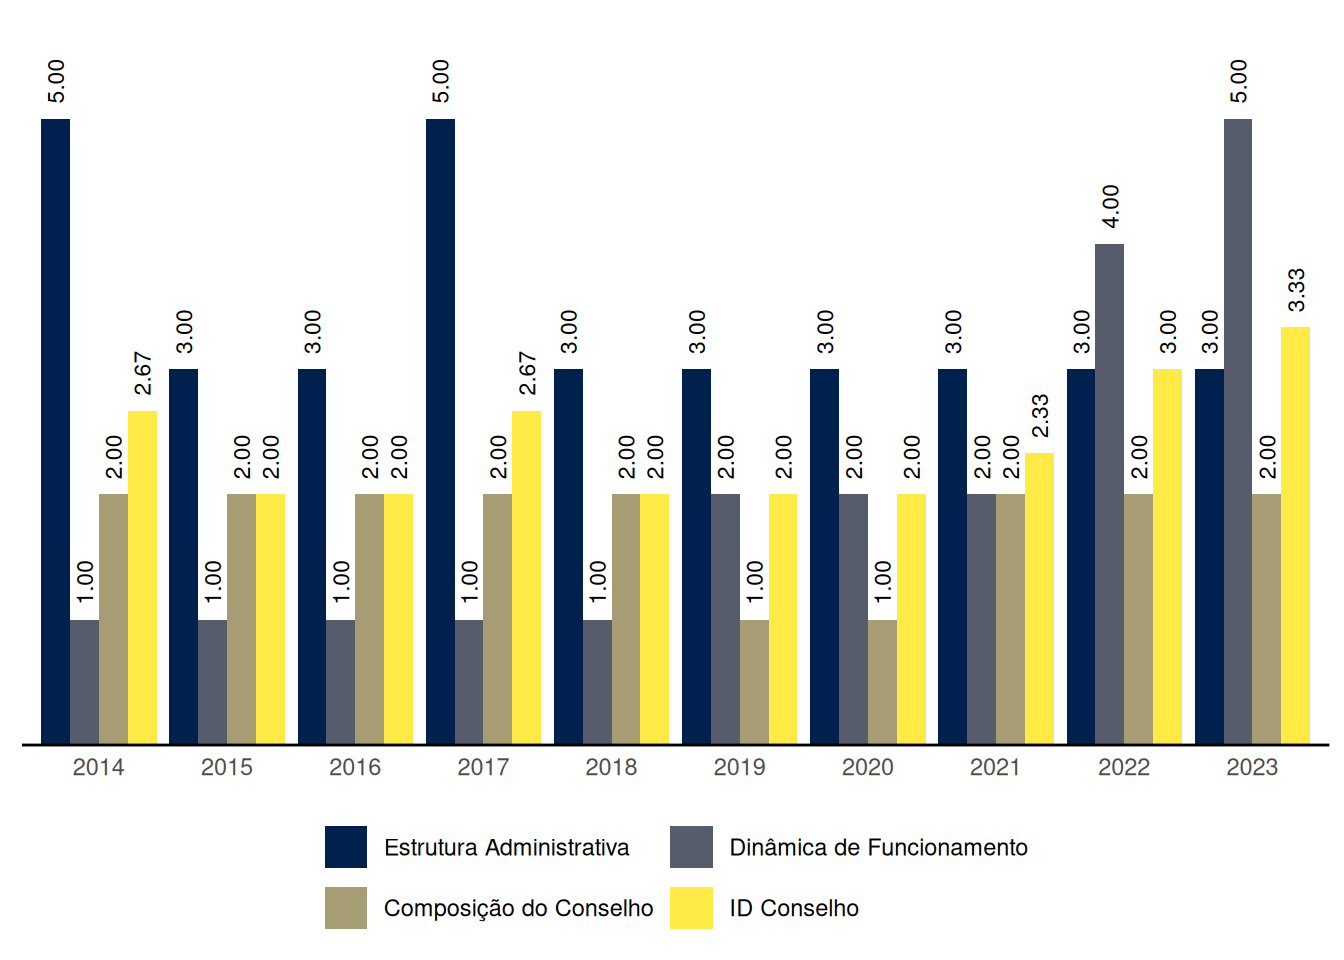 5.00 1.00 2.00 2.67 3.00 1.00 2.00 2.00 3.00 1.00 2.00 2.00 5.00 1.00 2.00 2.67 3.00 1.00 2.00 2.00 3.00 2.00 1.00 2.00 3.00 2.00 1.00 2.00 3.00 2.00 2.00 2.33 3.00 4.00 2.00 3.00 3.00 5.00 2.00 3.33
2014 2015 2016 2017 2018 2019 2020 2021 2022 2023
Estrutura Administrativa Dinâmica de Funcionamento
Composição do Conselho ID Conselho